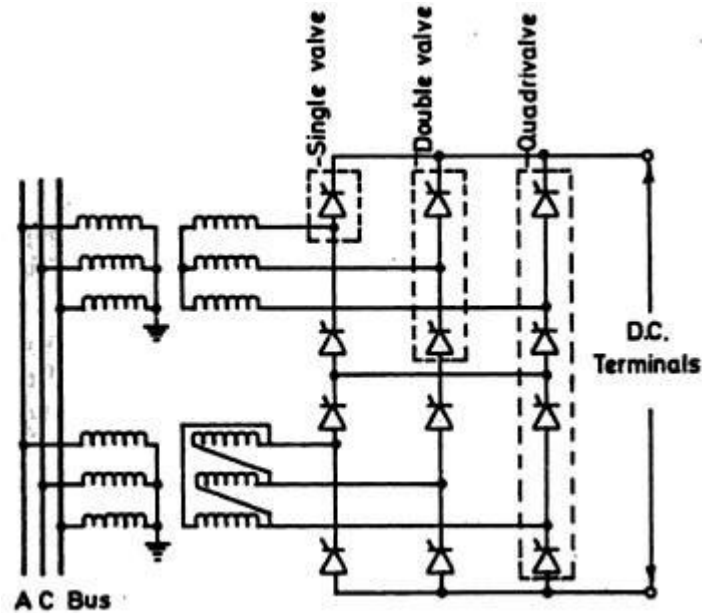 Single valve
Double valve
Quadrivalve
D.C.
Terminals
A C Bus